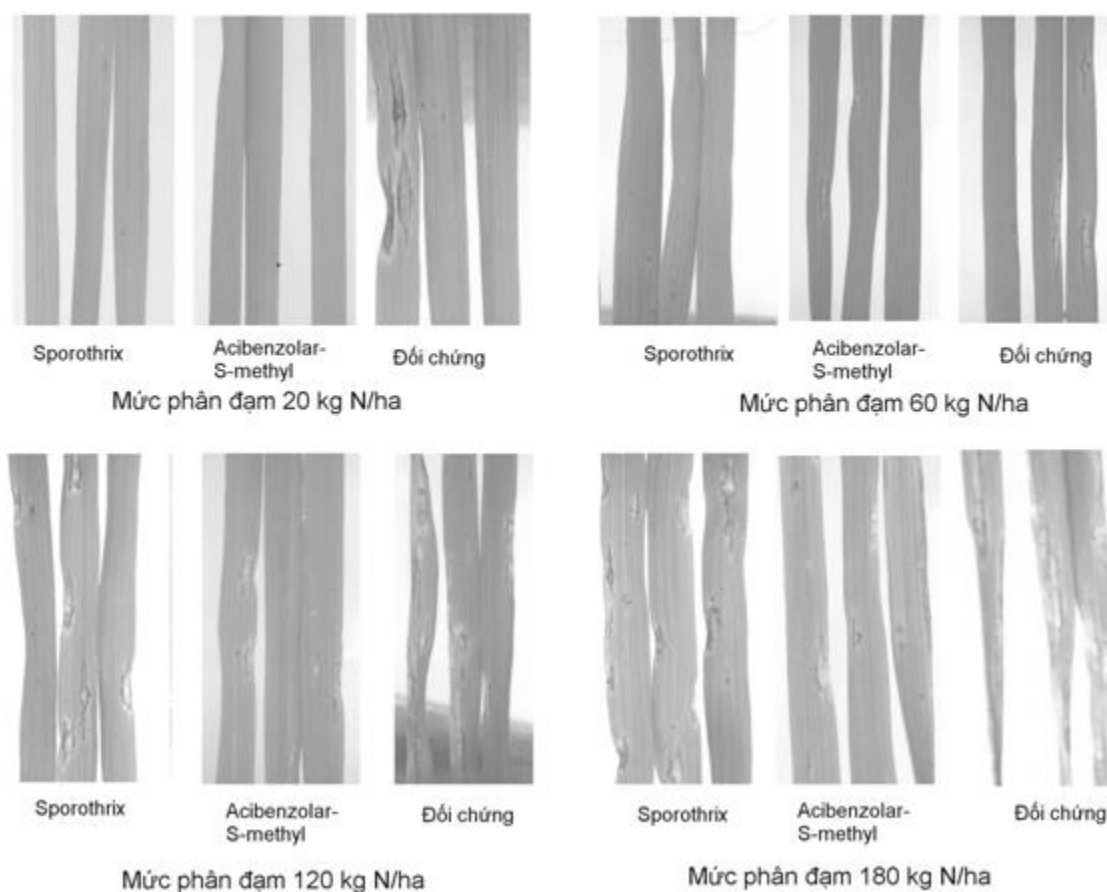 Sporothrix
Acibenzolar-
S-methyl
Đối chứng
Mức phân đạm 20 kg N/ha
Sporothrix
Acibenzolar-
S-methyl
Đối chứng
Mức phân đạm 60 kg N/ha
Sporothrix
Acibenzolar-
S-methyl
Đối chứng
Mức phân đạm 120 kg N/ha
Sporothrix
Acibenzolar-
S-methyl
Đối chứng
Mức phân đạm 180 kg N/ha